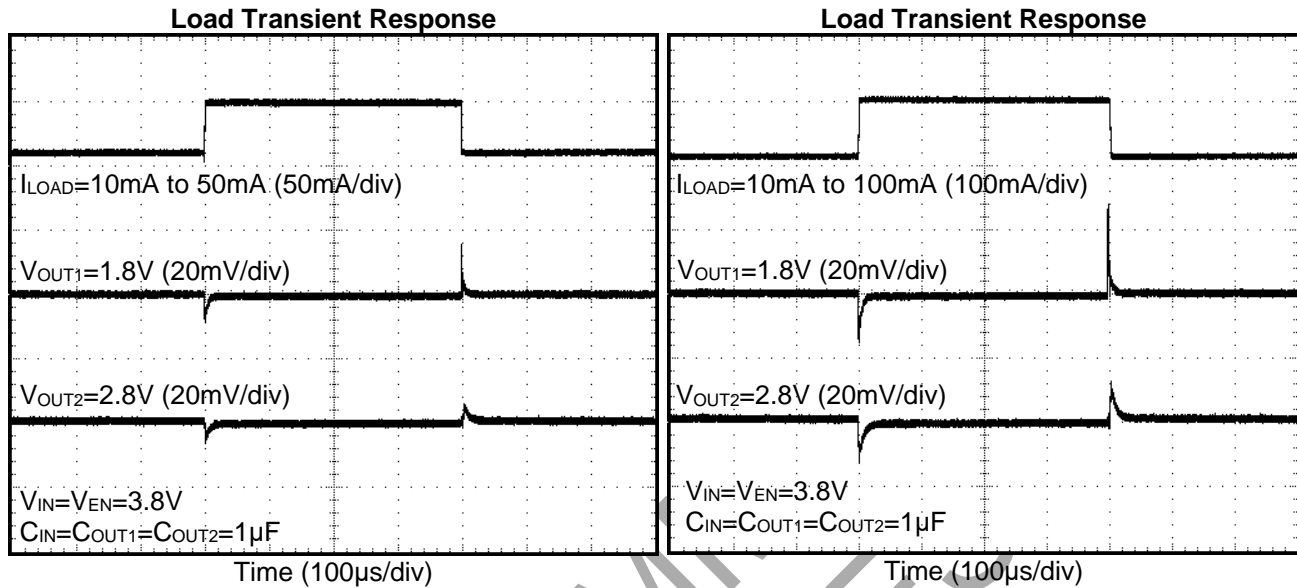 Load Transient Response
ILOAD=10mA to 50mA (50mA/div)
VOUT1=1.8V (20mV/div)
VOUT2=2.8V (20mV/div)
VIN=VEN=3.8V
CIN=COUT1=COUT2=1µF
Time (100µs/div)
Load Transient Response
ILOAD=10mA to 100mA (100mA/div)
VOUT1=1.8V (20mV/div)
VOUT2=2.8V (20mV/div)
VIN=VEN=3.8V
CIN=COUT1=COUT2=1µF
Time (100µs/div)